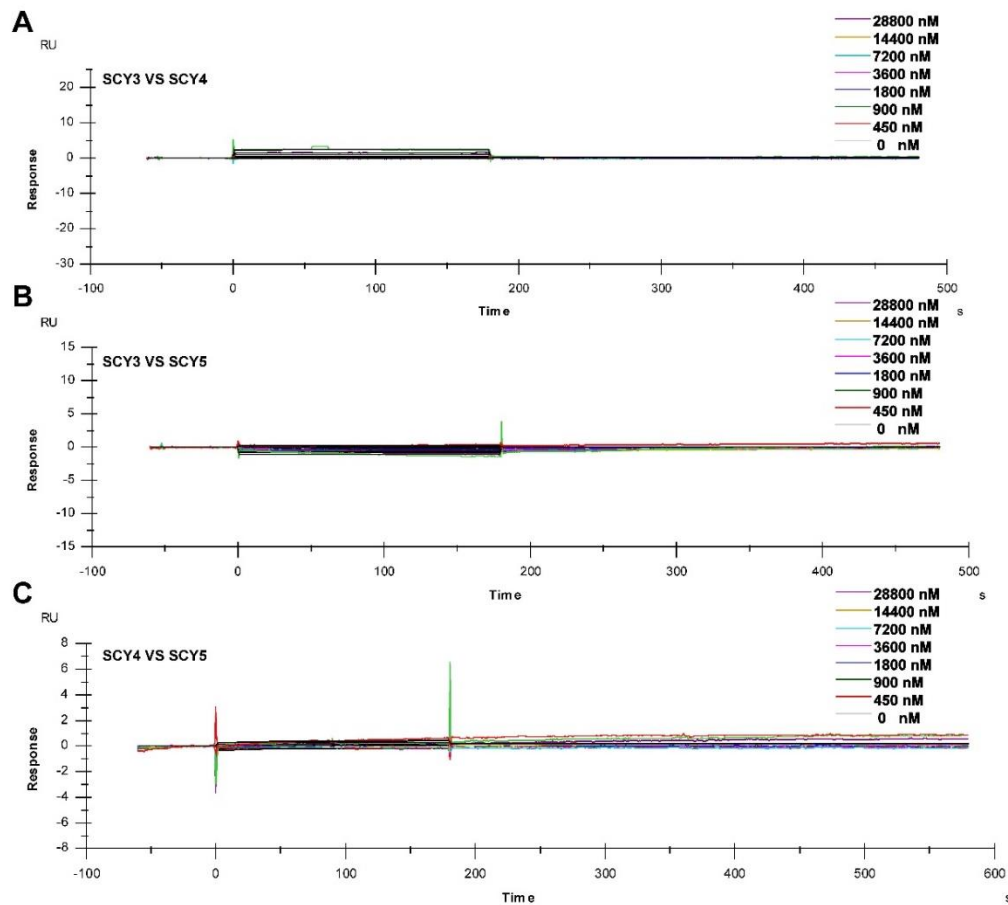 A
RU
SCY3 VS SCY4
28800 nM
14400 nM
7200 nM
3600 nM
1800 nM
900 nM
450 nM
0 nM
20
10
0
-10
-20
-30
Response
-100 0 100 200 300 400 500
Time s
B
RU
SCY3 VS SCY5
28800 nM
14400 nM
7200 nM
3600 nM
1800 nM
900 nM
450 nM
0 nM
15
10
5
0
-5
-10
-15
Response
-100 0 100 200 300 400 500
Time s
C
RU
SCY4 VS SCY5
28800 nM
14400 nM
7200 nM
3600 nM
1800 nM
900 nM
450 nM
0 nM
8
6
4
2
0
-2
-4
-6
-8
Response
-100 0 100 200 300 400 500 600
Time s